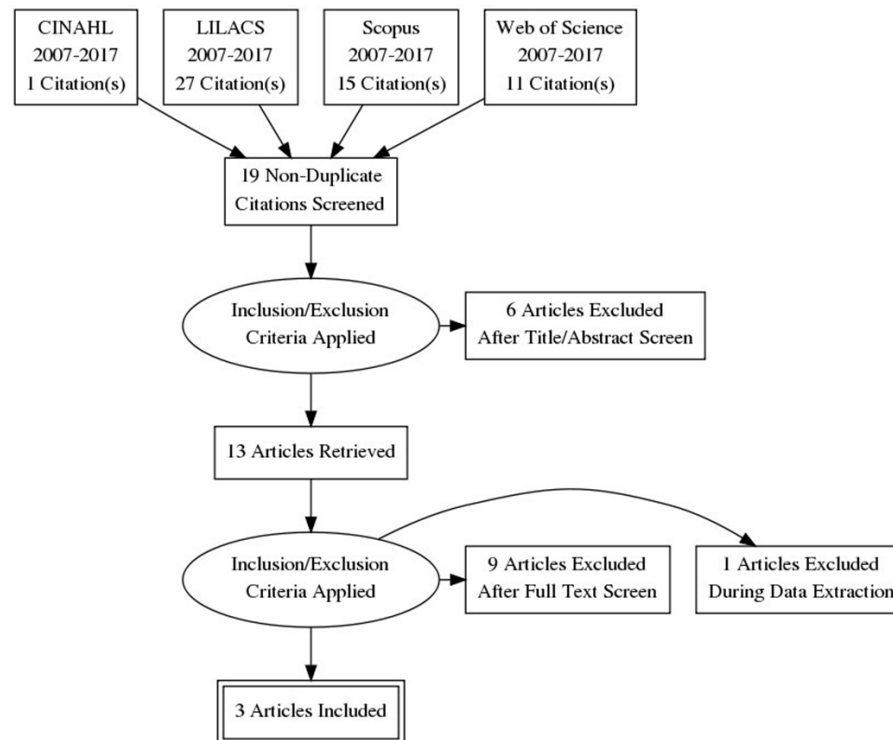 CINAHL
2007-2017
1 Citation(s)
LILACS
2007-2017
27 Citation(s)
Scopus
2007-2017
15 Citation(s)
Web of Science
2007-2017
11 Citation(s)
19 Non-Duplicate
Citations Screened
Inclusion/Exclusion
Criteria Applied
6 Articles Excluded
After Title/Abstract Screen
13 Articles Retrieved
Inclusion/Exclusion
Criteria Applied
9 Articles Excluded
After Full Text Screen
1 Articles Excluded
During Data Extraction
3 Articles Included